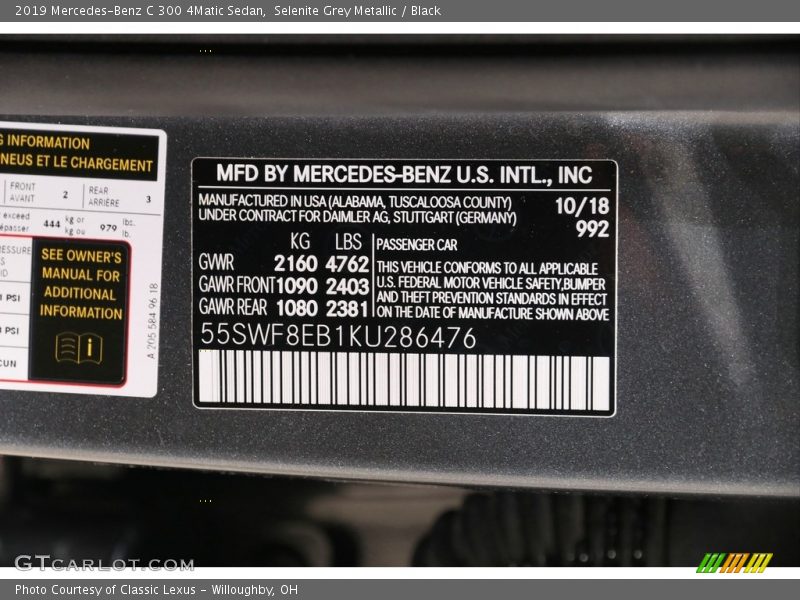 2019 Mercedes-Benz C 300 4Matic Sedan,  Selenite Grey Metallic / Black
G INFORMATION
NEUS ET LE CHARGEMENT
FRONT
AVANT
2
REAR
ARRIÈRE
3
exceed
444
kg or
kg ou
979
lbs.
lb.
SEE OWNER'S
MANUAL FOR
ADDITIONAL
INFORMATION
PSI
PSI
A 205 584 96 18
MFD BY MERCEDES-BENZ U.S. INTL., INC
MANUFACTURED IN USA (ALABAMA, TUSCALOOSA COUNTY)
UNDER CONTRACT FOR DAIMLER AG, STUTTGART (GERMANY)
10/18
992
KG LBS
GWR 2160 4762
GAWR FRONT 1090 2403
GAWR REAR 1080 2381
PASSENGER CAR
THIS VEHICLE CONFORMS TO ALL APPLICABLE
U.S. FEDERAL MOTOR VEHICLE SAFETY, BUMPER
AND THEFT PREVENTION STANDARDS IN EFFECT
ON THE DATE OF MANUFACTURE SHOWN ABOVE
55SWF8EB1KU286476
GTCARLOT.COM
Photo Courtesy of Classic Lexus - Willoughby, OH